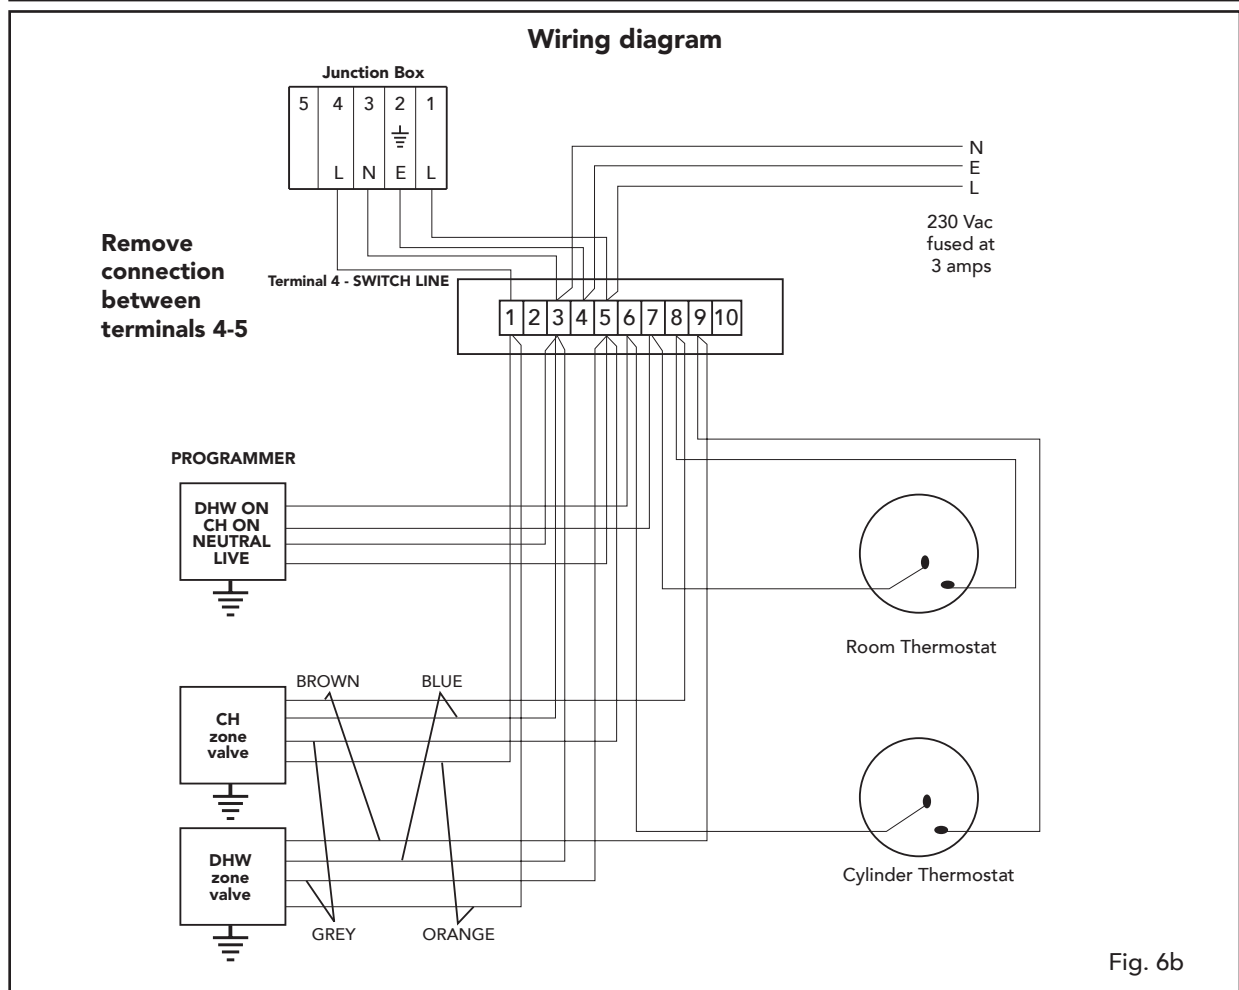 Wiring diagram
Junction Box
5 4 3 2 1
L N E L
N
E
L
230 Vac
fused at
3 amps
Remove
connection
between
terminals 4-5
Terminal 4 - SWITCH LINE
1 2 3 4 5 6 7 8 9 10
PROGRAMMER
DHW ON
CH ON
NEUTRAL
LIVE
Room Thermostat
BROWN
BLUE
CH
zone
valve
DHW
zone
valve
Cylinder Thermostat
GREY
ORANGE
Fig. 6b